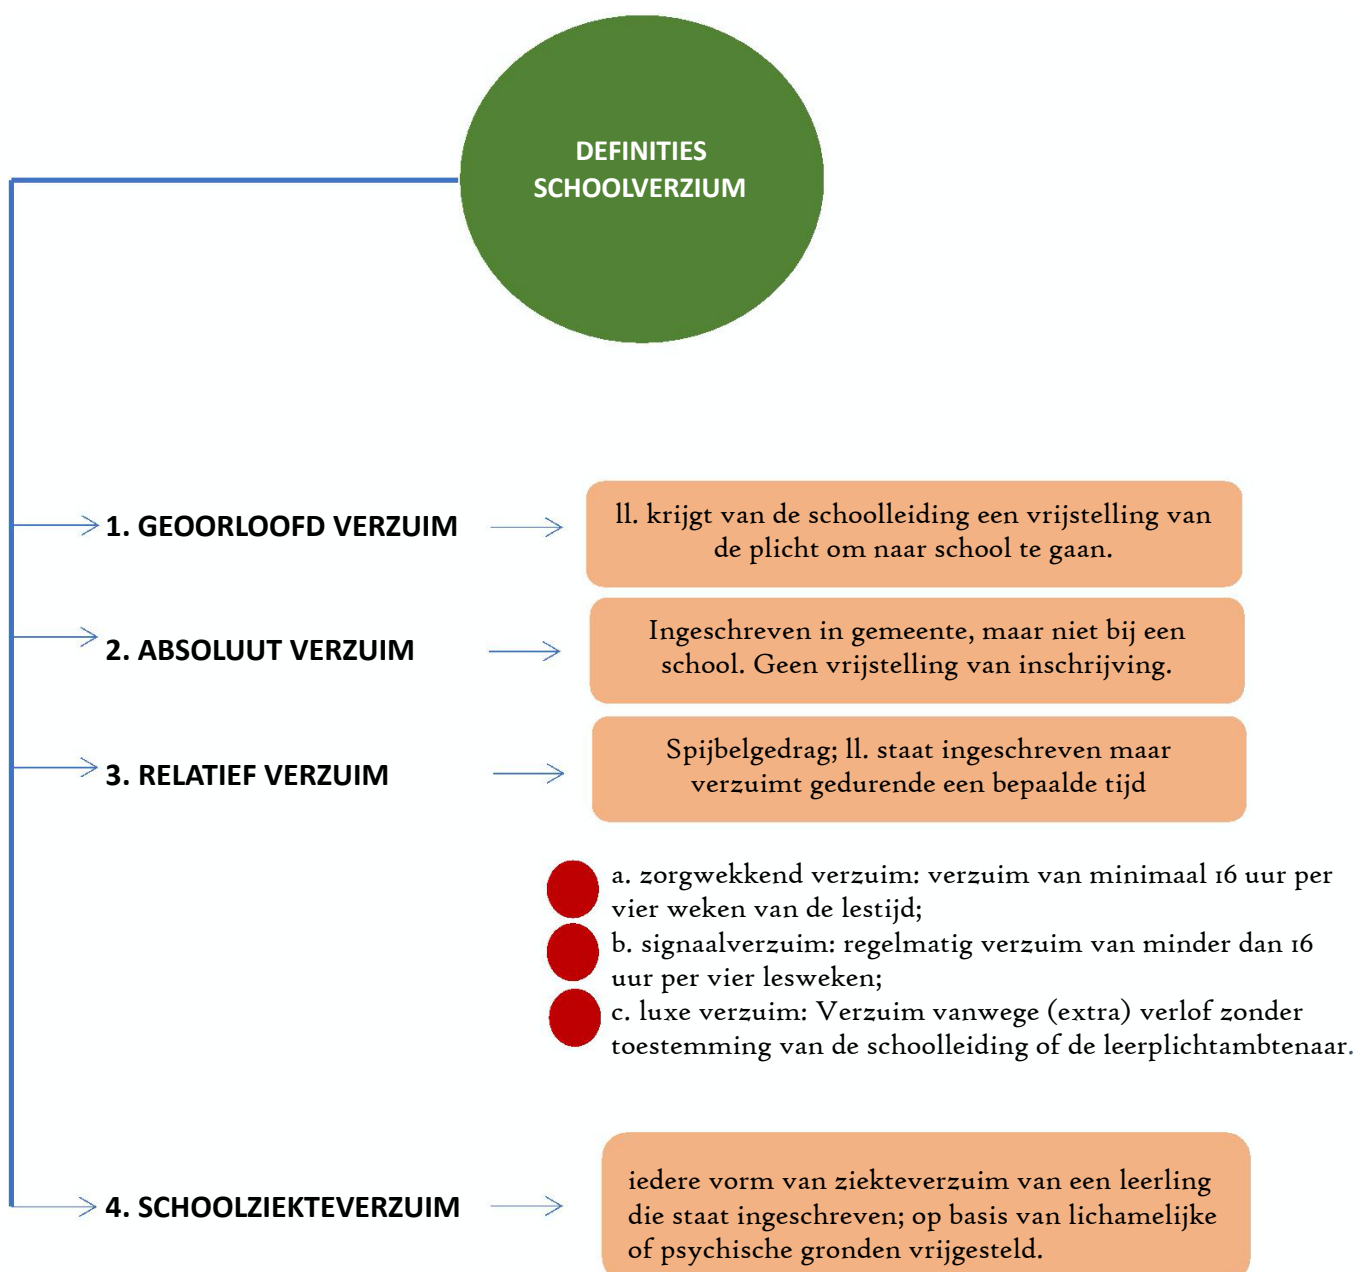 DEFINITIES
SCHOOLVERZIUM
1. GEOORLOOFD VERZUIM
ll. krijgt van de schoolleiding een vrijstelling van
de plicht om naar school te gaan.
2. ABSOLUUT VERZUIM
Ingeschreven in gemeente, maar niet bij een
school. Geen vrijstelling van inschrijving.
3. RELATIEF VERZUIM
Spijbelgedrag; ll. staat ingeschreven maar
verzuimt gedurende een bepaalde tijd
a. zorgwekkend verzuim: verzuim van minimaal 16 uur per
vier weken van de lestijd;
b. signaalverzuim: regelmatig verzuim van minder dan 16
uur per vier lesweken;
c. luxe verzuim: Verzuim vanwege (extra) verlof zonder
toestemming van de schoolleiding of de leerplichtambtenaar.
4. SCHOOLZIEKTEVERZUIM
iedere vorm van ziekteverzuim van een leerling
die staat ingeschreven; op basis van lichamelijke
of psychische gronden vrijgesteld.